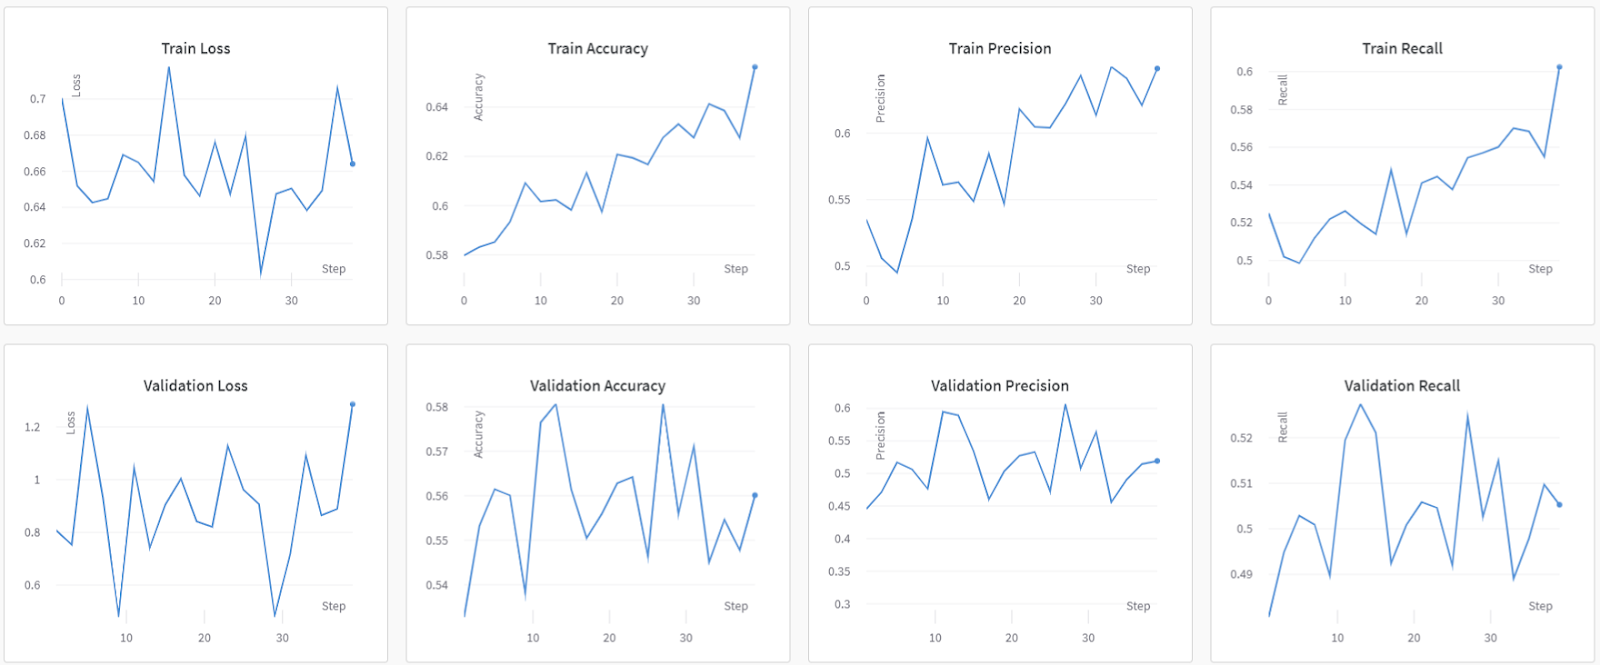 Train Loss
Loss
0.7
0.68
0.66
0.64
0.62
0.6
Step
0 10 20 30
Train Accuracy
Accuracy
0.64
0.62
0.6
0.58
Step
0 10 20 30
Train Precision
Precision
0.6
0.55
0.5
Step
0 10 20 30
Train Recall
Recall
0.6
0.58
0.56
0.54
0.52
0.5
Step
0 10 20 30
Validation Loss
Loss
1.2
1
0.8
0.6
Step
10 20 30
Validation Accuracy
Accuracy
0.58
0.57
0.56
0.55
0.54
Step
10 20 30
Validation Precision
Precision
0.6
0.55
0.5
0.45
0.4
0.35
0.3
Step
10 20 30
Validation Recall
Recall
0.52
0.51
0.5
0.49
Step
10 20 30